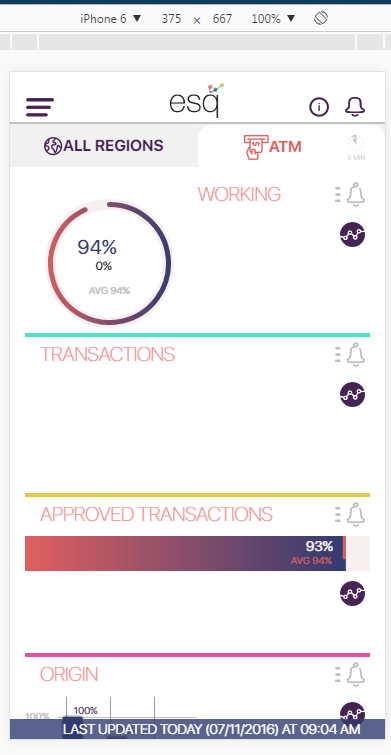 iPhone 6 ▼ 375 × 667 100% ▼
esq
ALL REGIONS
ATM
5 MIN
WORKING
94%
0%
AVG 94%
TRANSACTIONS
APPROVED TRANSACTIONS
93%
AVG 94%
ORIGIN
100%
100%
LAST UPDATED TODAY (07/11/2016) AT 09:04 AM